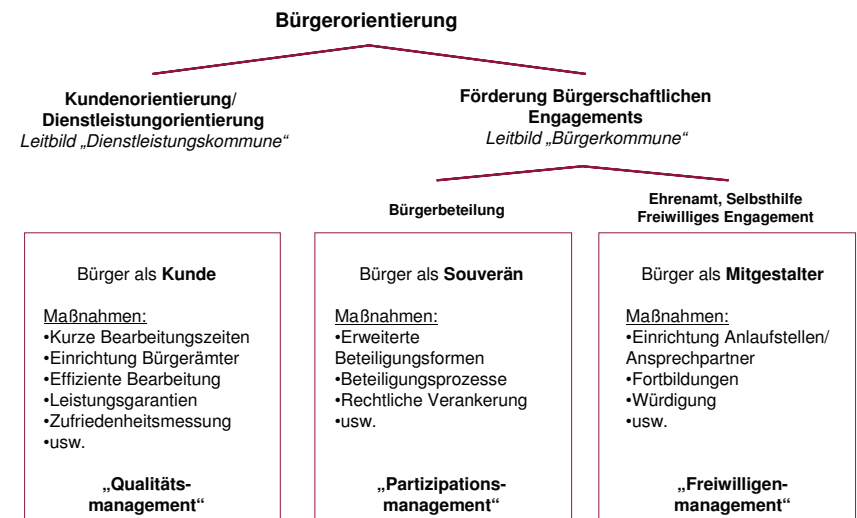 Bürgerorientierung
Kundenorientierung/
Dienstleistungorientierung
Leitbild „Dienstleistungskommune“
Förderung Bürgerschaftlichen
Engagements
Leitbild „Bürgerkommune“
Bürgerbeteilung
Ehrenamt, Selbsthilfe
Freiwilliges Engagement
Bürger als Kunde
Maßnahmen:
•Kurze Bearbeitungszeiten
•Einrichtung Bürgerämter
•Effiziente Bearbeitung
•Leistungsgarantien
•Zufriedenheitsmessung
•usw.
„Qualitäts-
management“
Bürger als Souverän
Maßnahmen:
•Erweiterte
Beteiligungsformen
•Beteiligungsprozesse
•Rechtliche Verankerung
•usw.
„Partizipations-
management“
Bürger als Mitgestalter
Maßnahmen:
•Einrichtung Anlaufstellen/
Ansprechpartner
•Fortbildungen
•Würdigung
•usw.
„Freiwilligen-
management“